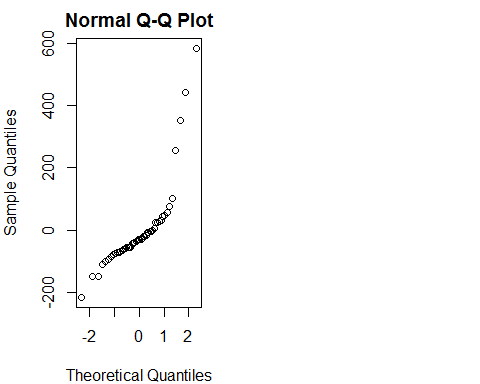 Normal Q-Q Plot
Sample Quantiles
600
400
200
0
-200
-2 0 1 2
Theoretical Quantiles